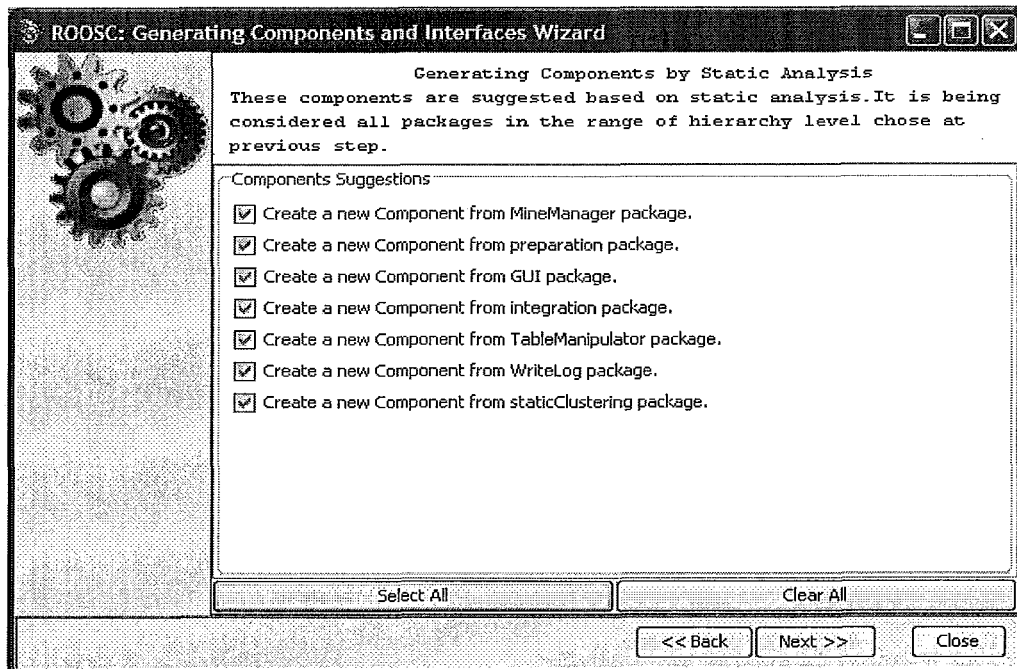 ROOSC: Generating Components and Interfaces Wizard
Generating Components by Static Analysis
These components are suggested based on static analysis.It is being
considered all packages in the range of hierarchy level chose at
previous step.
Components Suggestions
Create a new Component from MineManager package.
Create a new Component from preparation package.
Create a new Component from GUI package.
Create a new Component from integration package.
Create a new Component from TableManipulator package.
Create a new Component from WriteLog package.
Create a new Component from staticClustering package.
Select All Clear All
<< Back Next >> Close